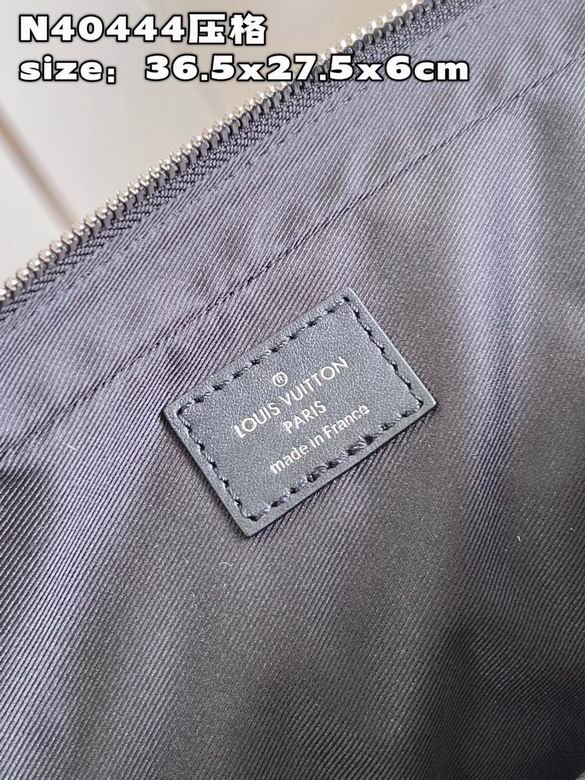 N40444压格
size：36.5x27.5x6cm
®
LOUIS VUITTON
PARIS
made in France